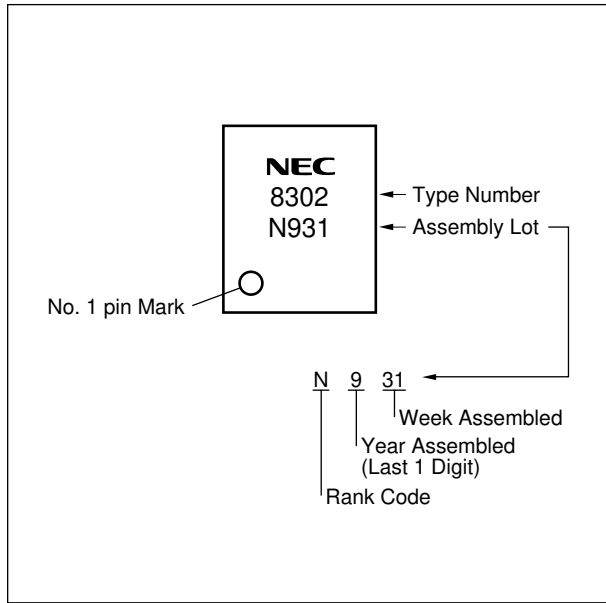 NEC
8302
N931
Type Number
Assembly Lot
No. 1 pin Mark
N 9 31
Week Assembled
Year Assembled
(Last 1 Digit)
Rank Code